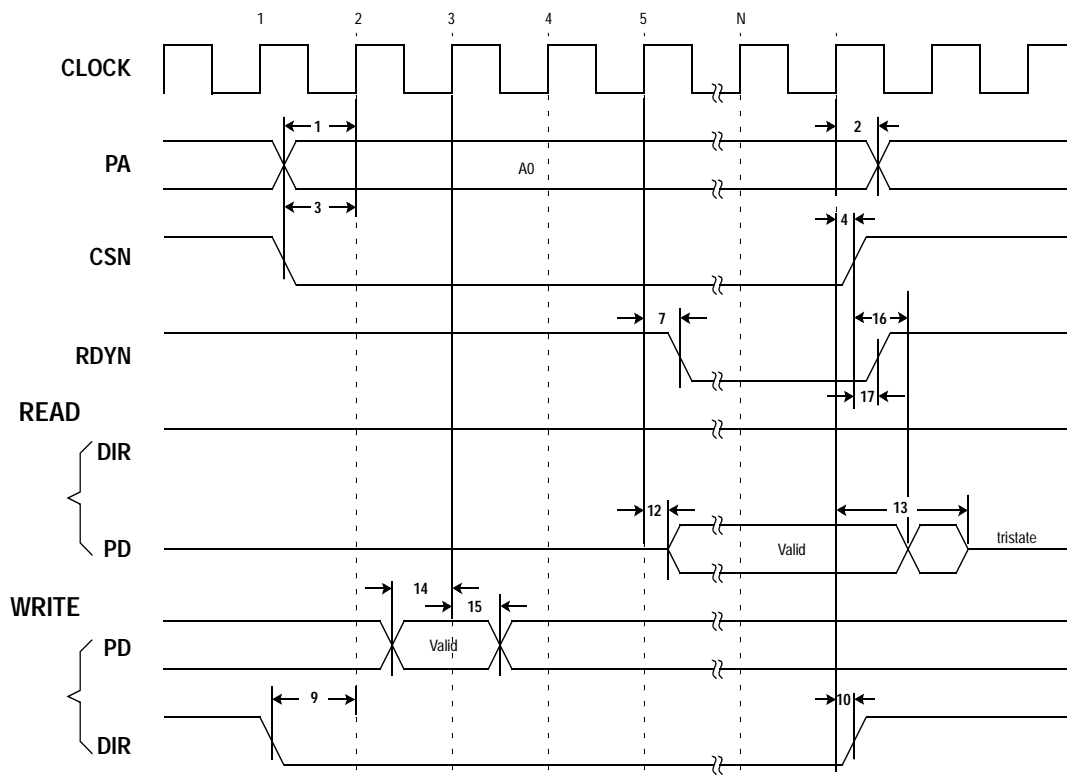 1 2 3 4 5 N
CLOCK
1 2
PA
A0
3
4
CSN
7 16
RDYN
17
READ
DIR
12 13
PD Valid tristate
14
WRITE 15
PD Valid
9 10
DIR